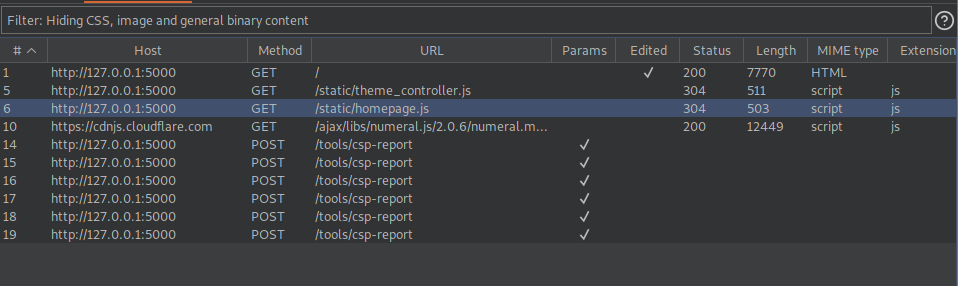 Filter: Hiding CSS, image and general binary content ?
# Host Method URL Params Edited Status Length MIME type Extension
1 http://127.0.0.1:5000 GET / ✓ 200 7770 HTML
5 http://127.0.0.1:5000 GET /static/theme_controller.js 304 511 script js
6 http://127.0.0.1:5000 GET /static/homepage.js 304 503 script js
10 https://cdnjs.cloudflare.com GET /ajax/libs/numeral.js/2.0.6/numeral.m... 200 12449 script js
14 http://127.0.0.1:5000 POST /tools/csp-report ✓
15 http://127.0.0.1:5000 POST /tools/csp-report ✓
16 http://127.0.0.1:5000 POST /tools/csp-report ✓
17 http://127.0.0.1:5000 POST /tools/csp-report ✓
18 http://127.0.0.1:5000 POST /tools/csp-report ✓
19 http://127.0.0.1:5000 POST /tools/csp-report ✓